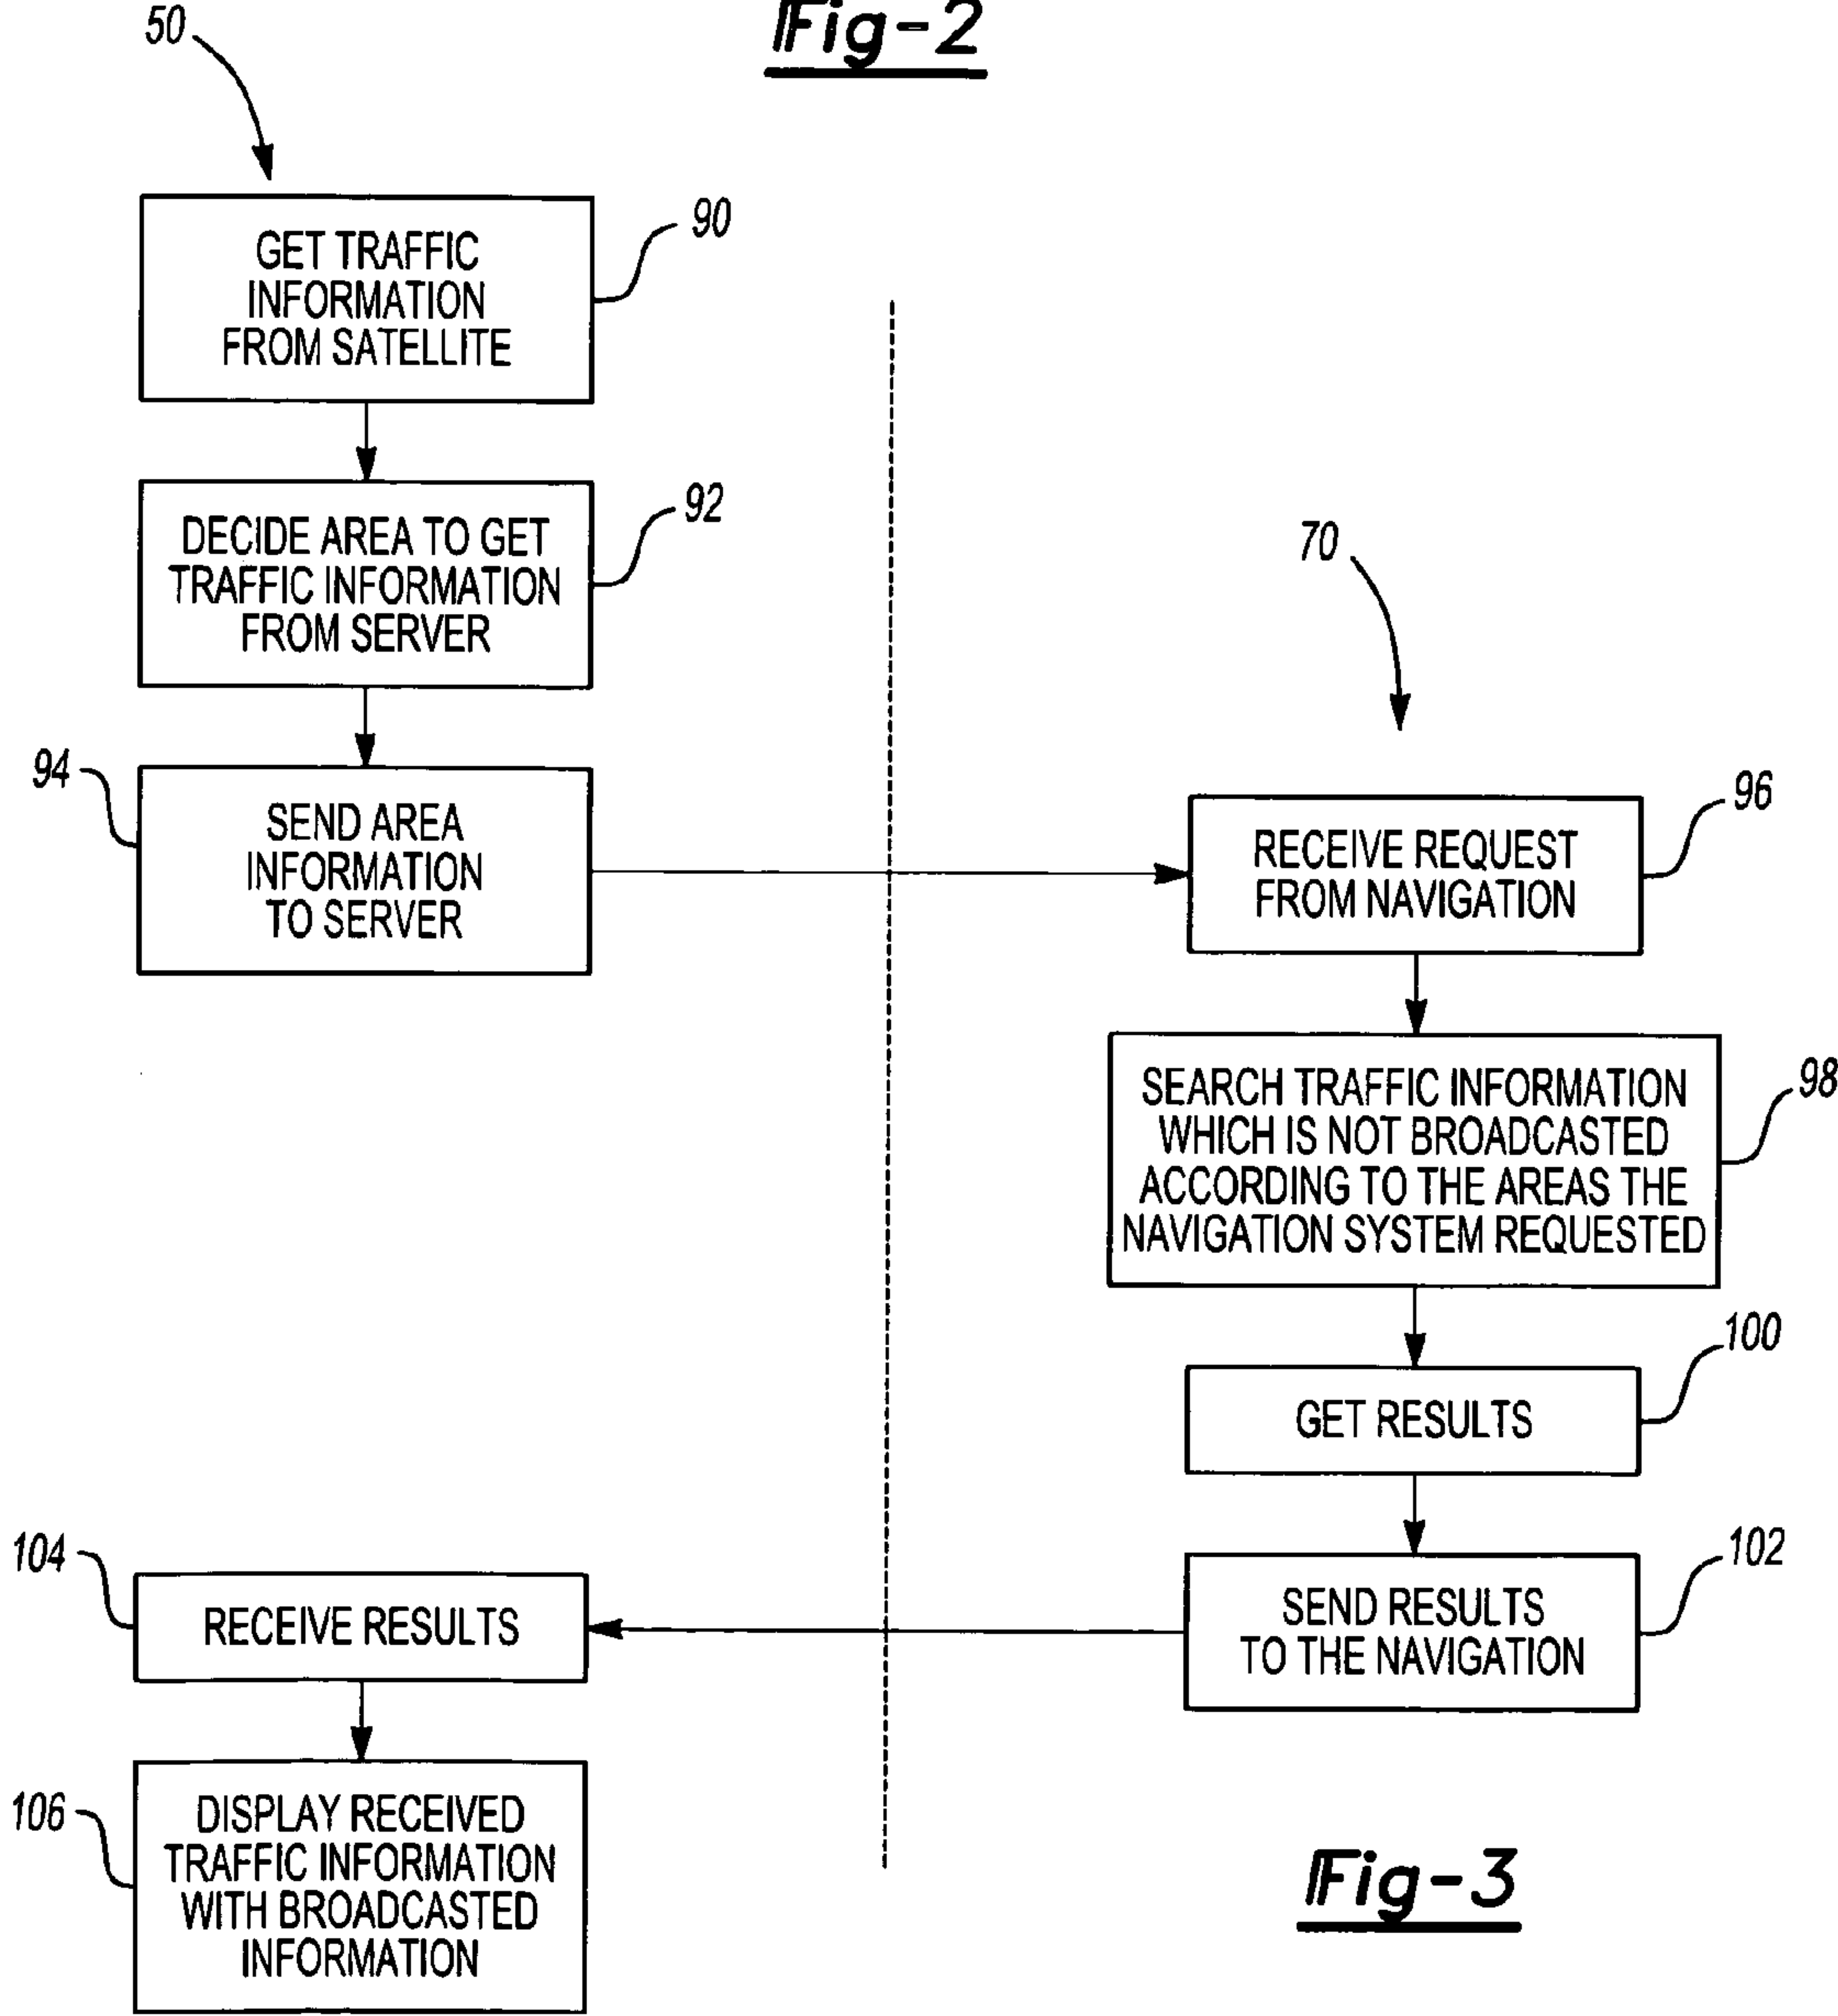 Fig-2
50
GET TRAFFIC
INFORMATION
FROM SATELLITE
90
DECIDE AREA TO GET
TRAFFIC INFORMATION
FROM SERVER
92
70
94
SEND AREA
INFORMATION
TO SERVER
RECEIVE REQUEST
FROM NAVIGATION
96
SEARCH TRAFFIC INFORMATION
WHICH IS NOT BROADCASTED
ACCORDING TO THE AREAS THE
NAVIGATION SYSTEM REQUESTED
98
GET RESULTS
100
SEND RESULTS
TO THE NAVIGATION
102
104
RECEIVE RESULTS
106
DISPLAY RECEIVED
TRAFFIC INFORMATION
WITH BROADCASTED
INFORMATION
Fig-3